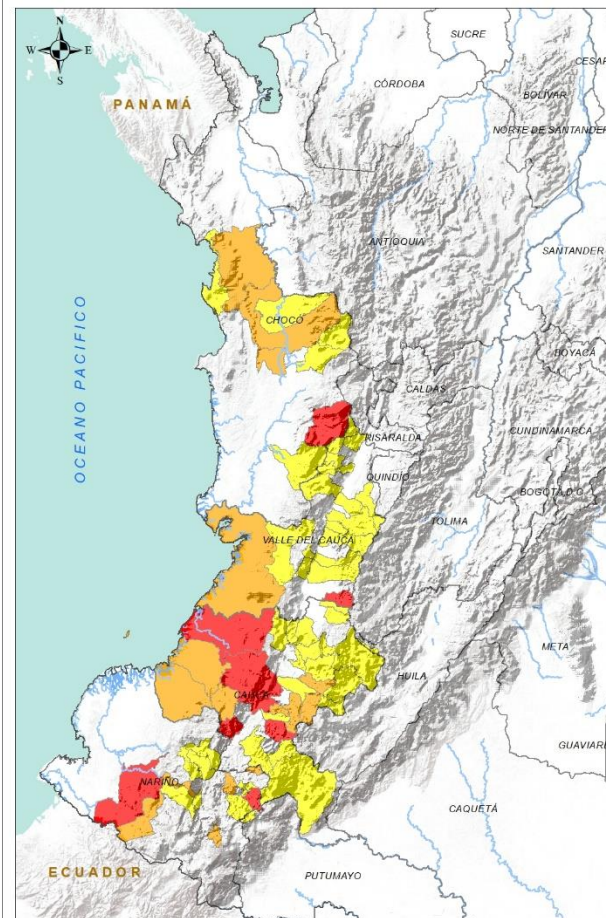 N
W E
S
SUCRE
CESAR
CÓRDOBA
BOLÍVAR
PANAMÁ
NORTE DE SANTANDER
ANTIOQUIA
SANTANDER
CHOCÓ
BOYACÁ
OCEANO PACIFICO
CALDAS
RISARALDA
CUNDINAMARCA
QUINDÍO
BOGOTÁ D.C.
TOLIMA
VALLE DEL CAUCA
META
HUILA
CAUCA
GUAVIARE
NARIÑO
CAQUETÁ
ECUADOR
PUTUMAYO